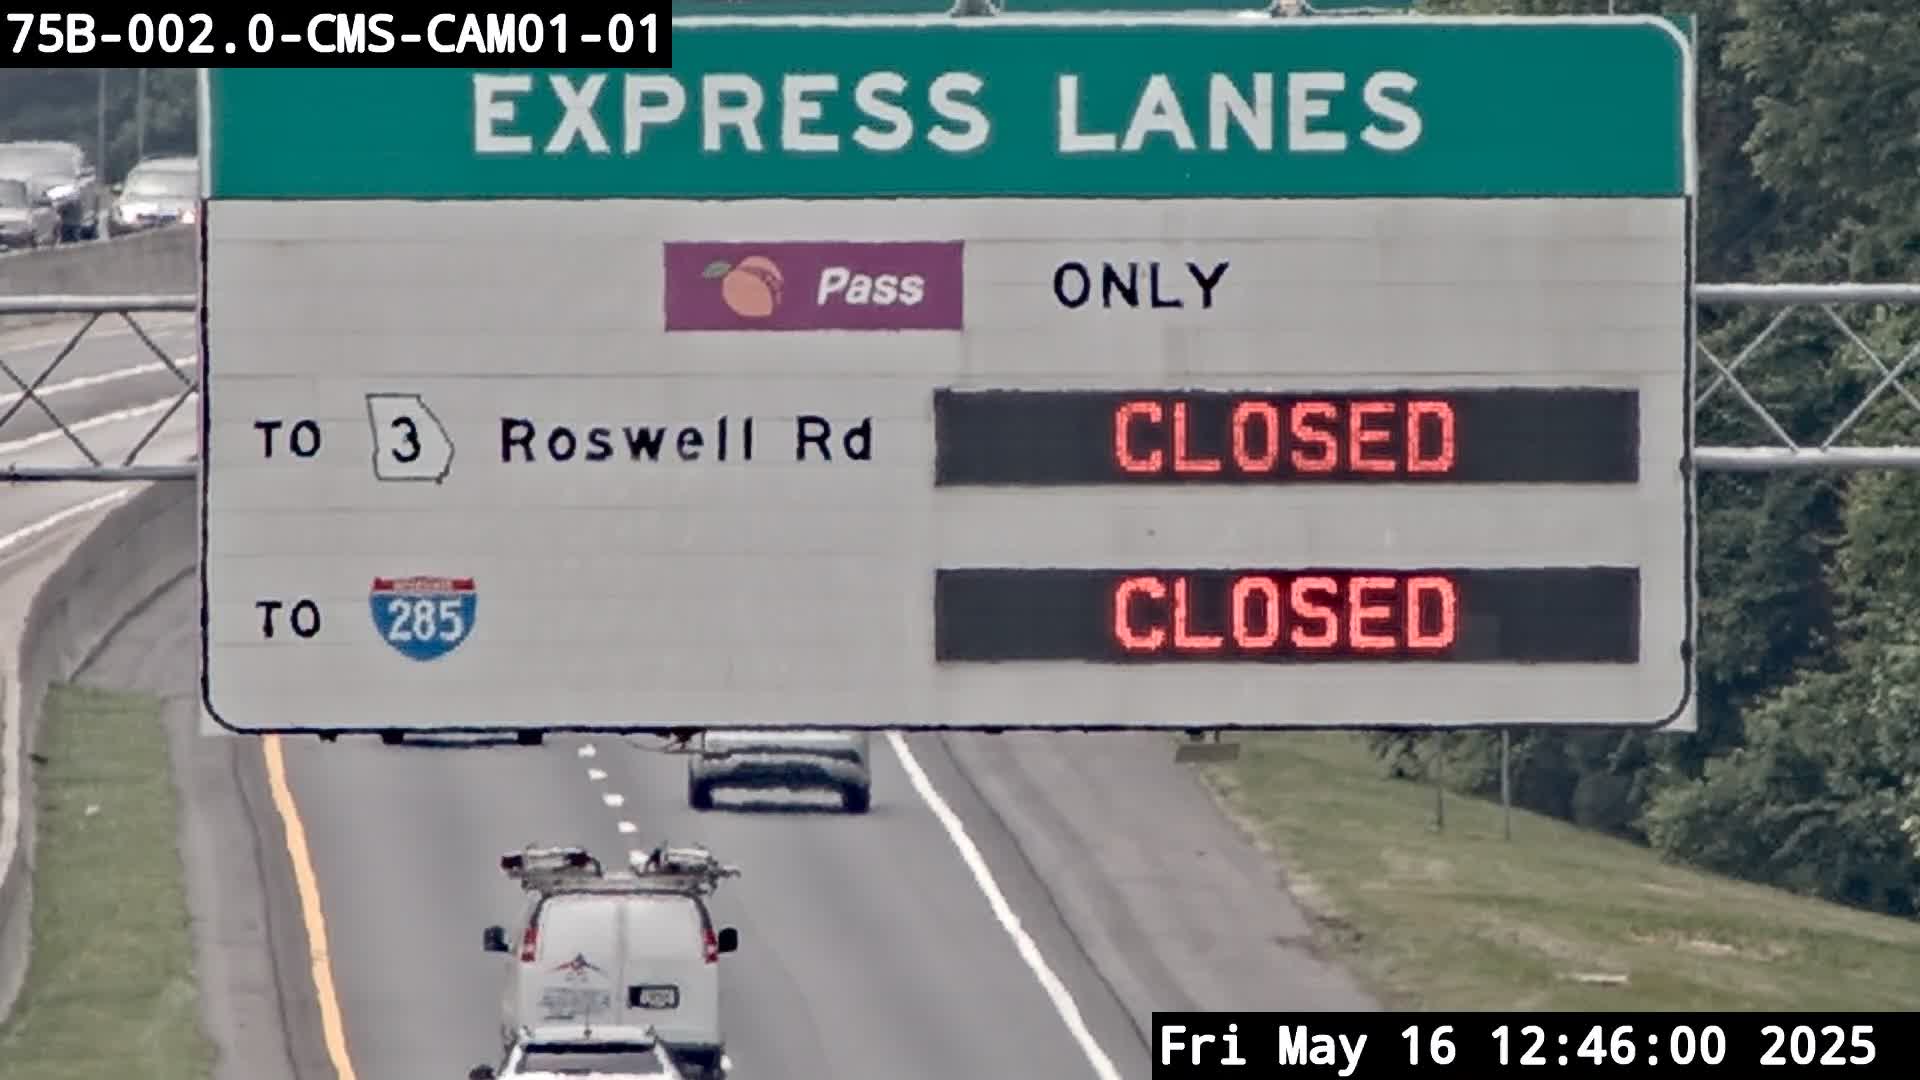 75B-002.0-CMS-CAM01-01
EXPRESS LANES
Pass ONLY
TO 3 Roswell Rd CLOSED
TO 285 CLOSED
Fri May 16 12:46:00 2025